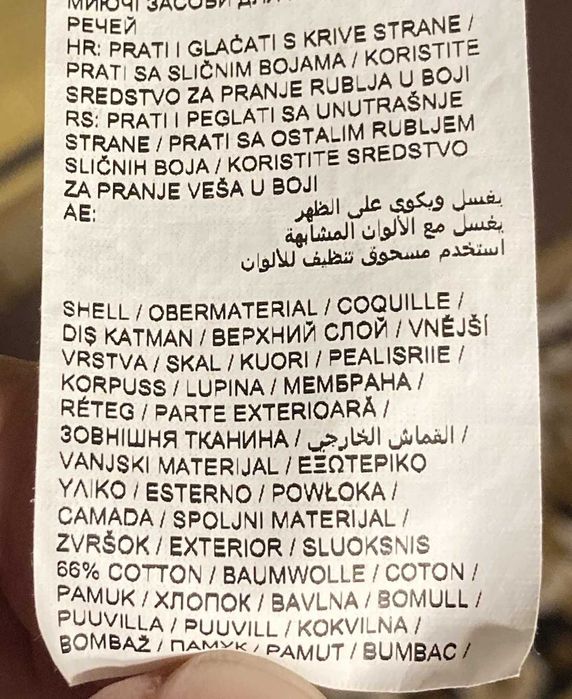 МИЮЧІ ЗАСОБИ ДЛЯ
РЕЧЕЙ
HR: PRATI I GLAČATI S KRIVE STRANE /
PRATI SA SLIČNIM BOJAMA / KORISTITE
SREDSTVO ZA PRANJE RUBLJA U BOJI
RS: PRATI I PEGLATI SA UNUTRAŠNJE
STRANE / PRATI SA OSTALIM RUBLJEM
SLIČNIH BOJA / KORISTITE SREDSTVO
ZA PRANJE VEŠA U BOJI
AE: يغسل ويكوى على الظهر
يغسل مع الألوان المشابهة
استخدم مسحوق تنظيف للألوان
SHELL / OBERMATERIAL / COQUILLE /
DIŞ KATMAN / ВЕРХНИЙ СЛОЙ / VNĚJŠÍ
VRSTVA / SKAL / KUORI / PEALISRIIE /
KORPUSS / LUPINA / МЕМБРАНА /
RÉTEG / PARTE EXTERIOARĂ /
ЗОВНІШНЯ ТКАНИНА / القماش الخارجي /
VANJSKI MATERIJAL / ΕΞΩΤΕΡΙΚΟ
ΥΛΙΚΟ / ESTERNO / POWŁOKA /
CAMADA / SPOLJNI MATERIJAL /
ZVRŠOK / EXTERIOR / SLUOKSNIS
66% COTTON / BAUMWOLLE / COTON /
PAMUK / ХЛОПОК / BAVLNA / BOMULL /
PUUVILLA / PUUVILL / KOKVILNA /
BOMBAŽ / ПАМУК / PAMUT / BUMBAC /